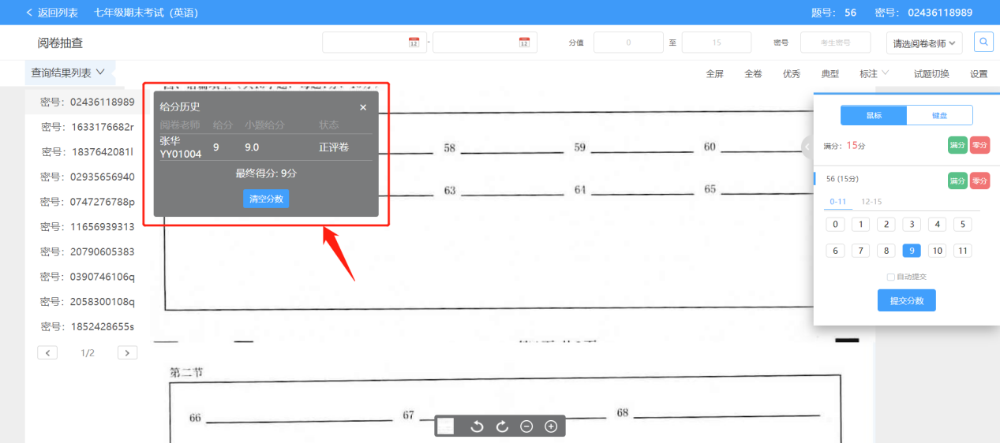 返回列表 七年级期末考试（英语） 题号： 56 密号： 02436118989
阅卷抽查 12 - 12 分值 0 至 15 密号 考生密号 请选阅卷老师
查询结果列表 全屏 全卷 优秀 典型 标注 试题切换 设置
密号： 02436118989
密号： 1633176682r
密号： 1837642081l
密号： 02935656940
密号： 0747276788p
密号： 11656939313
密号： 20790605383
密号： 0390746106q
密号： 2058300108q
密号： 1852428655s
1/2
给分历史 ×
阅卷老师 给分 小题给分 状态
张华
YY01004 9 9.0 正评卷
最终得分: 9分
清空分数
58 59 60
63 64 65
第二节
66 67 68
鼠标 键盘
满分： 15分 满分 零分
56 (15分) 满分 零分
0-11 12-15
0 1 2 3 4 5
6 7 8 9 10 11
自动提交
提交分数